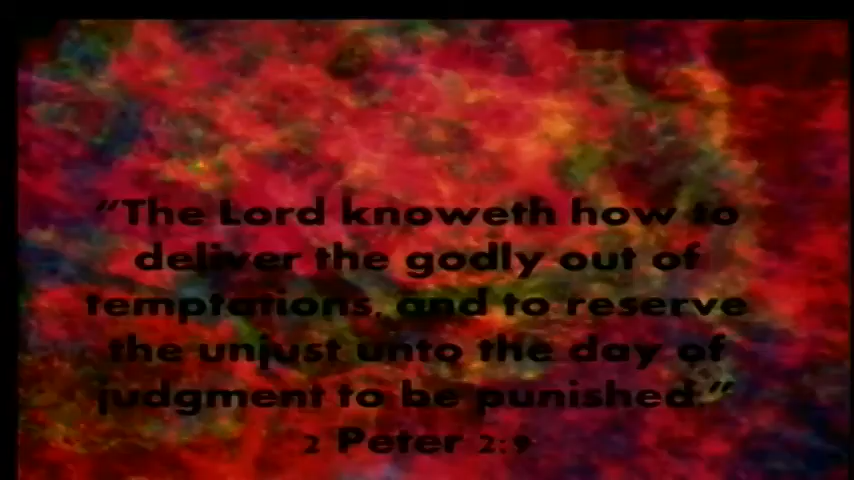 “The Lord knoweth how to
deliver the godly out of
temptations, and to reserve
the unjust unto the day of
judgment to be punished.”
2 Peter 2:9